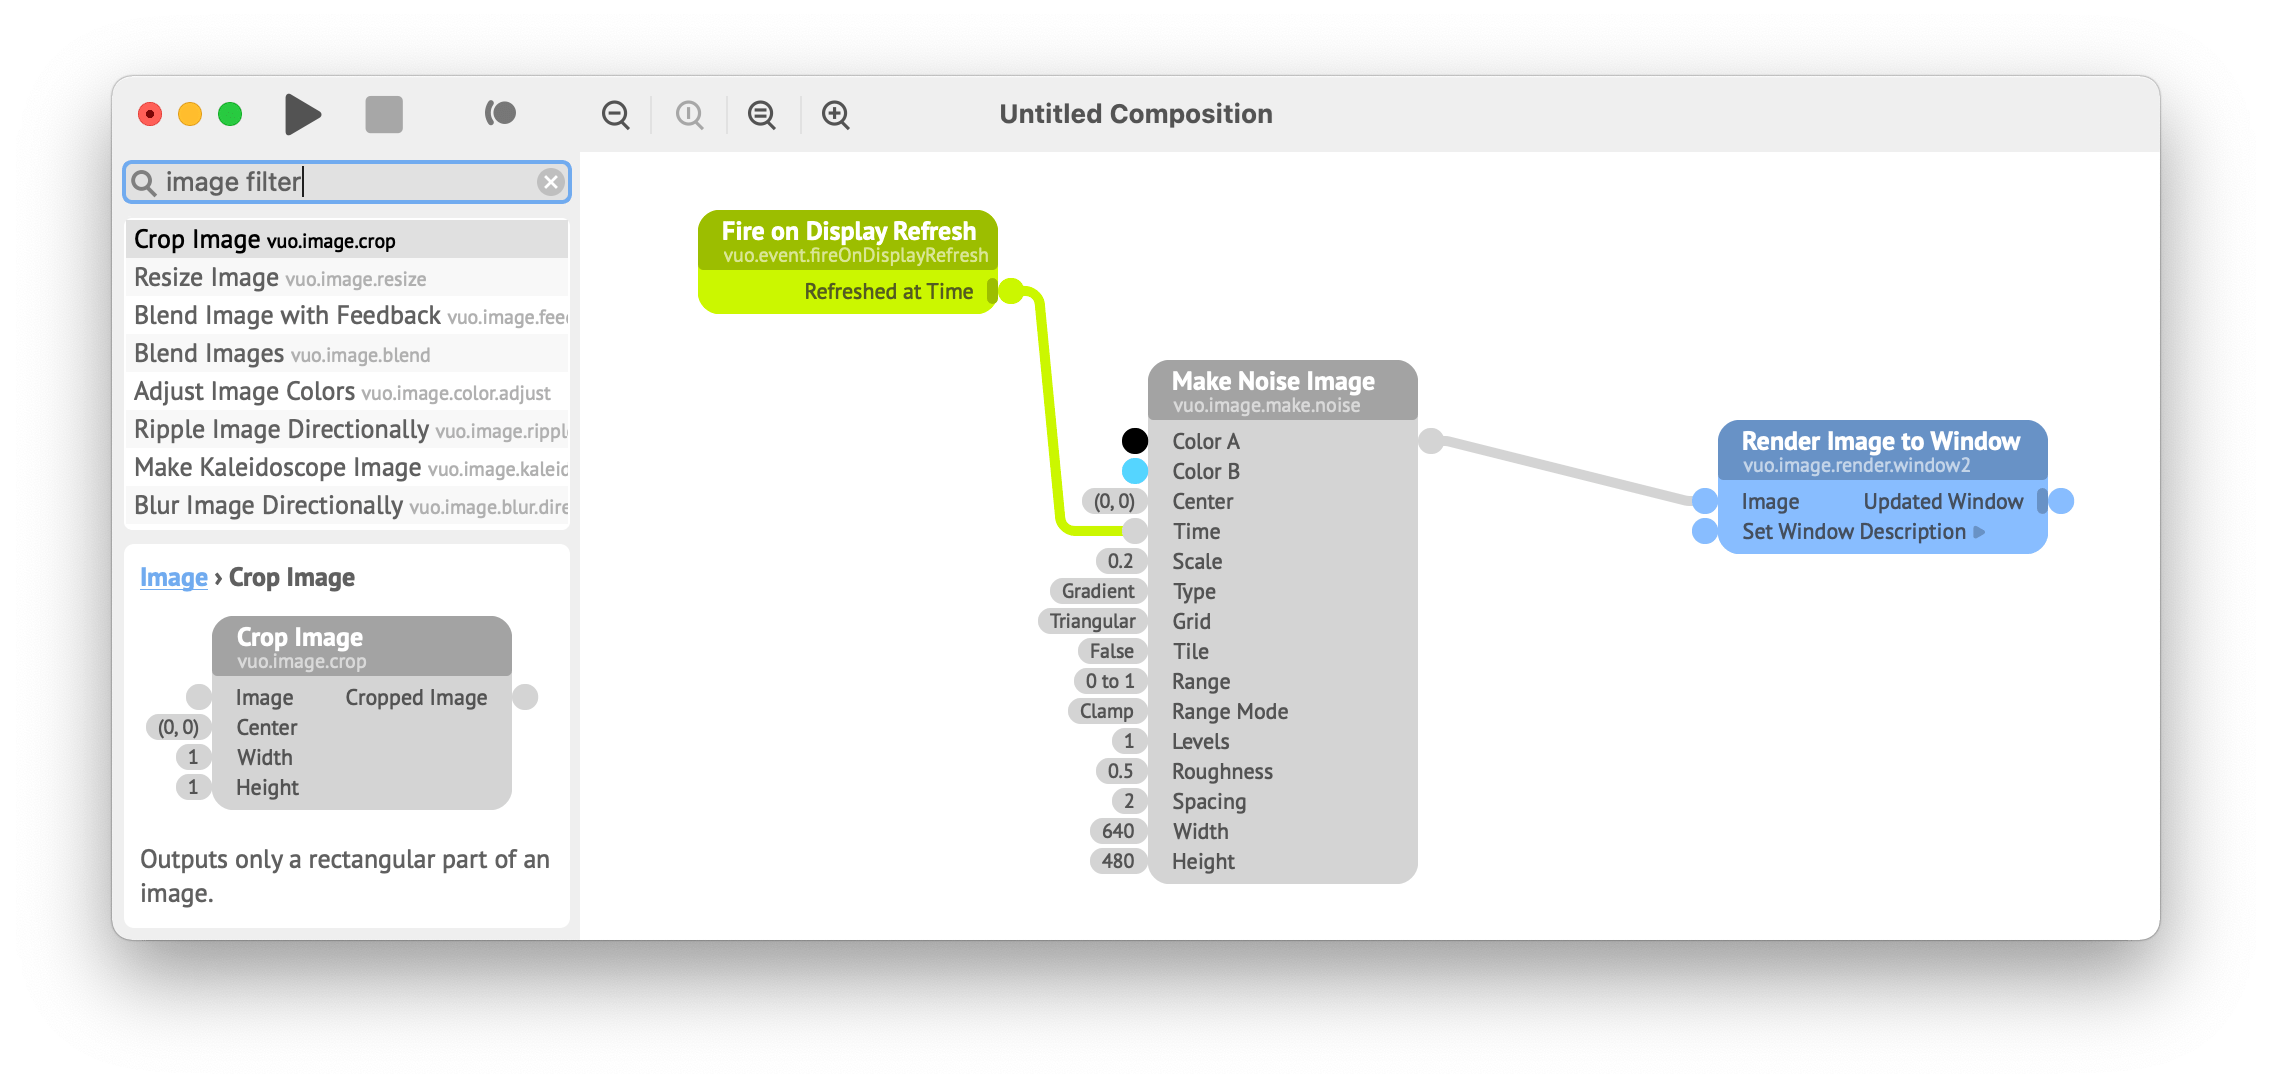 Untitled Composition
image filter
Crop Image vuo.image.crop
Resize Image vuo.image.resize
Blend Image with Feedback vuo.image.fee
Blend Images vuo.image.blend
Adjust Image Colors vuo.image.color.adjust
Ripple Image Directionally vuo.image.ripple
Make Kaleidoscope Image vuo.image.kaleid
Blur Image Directionally vuo.image.blur.dire
Image › Crop Image
Crop Image
vuo.image.crop
Image Cropped Image
(0, 0) Center
1 Width
1 Height
Outputs only a rectangular part of an
image.
Fire on Display Refresh
vuo.event.fireOnDisplayRefresh
Refreshed at Time
Make Noise Image
vuo.image.make.noise
Color A
Color B
(0, 0) Center
Time
0.2 Scale
Gradient Type
Triangular Grid
False Tile
0 to 1 Range
Clamp Range Mode
1 Levels
0.5 Roughness
2 Spacing
640 Width
480 Height
Render Image to Window
vuo.image.render.window2
Image Updated Window
Set Window Description